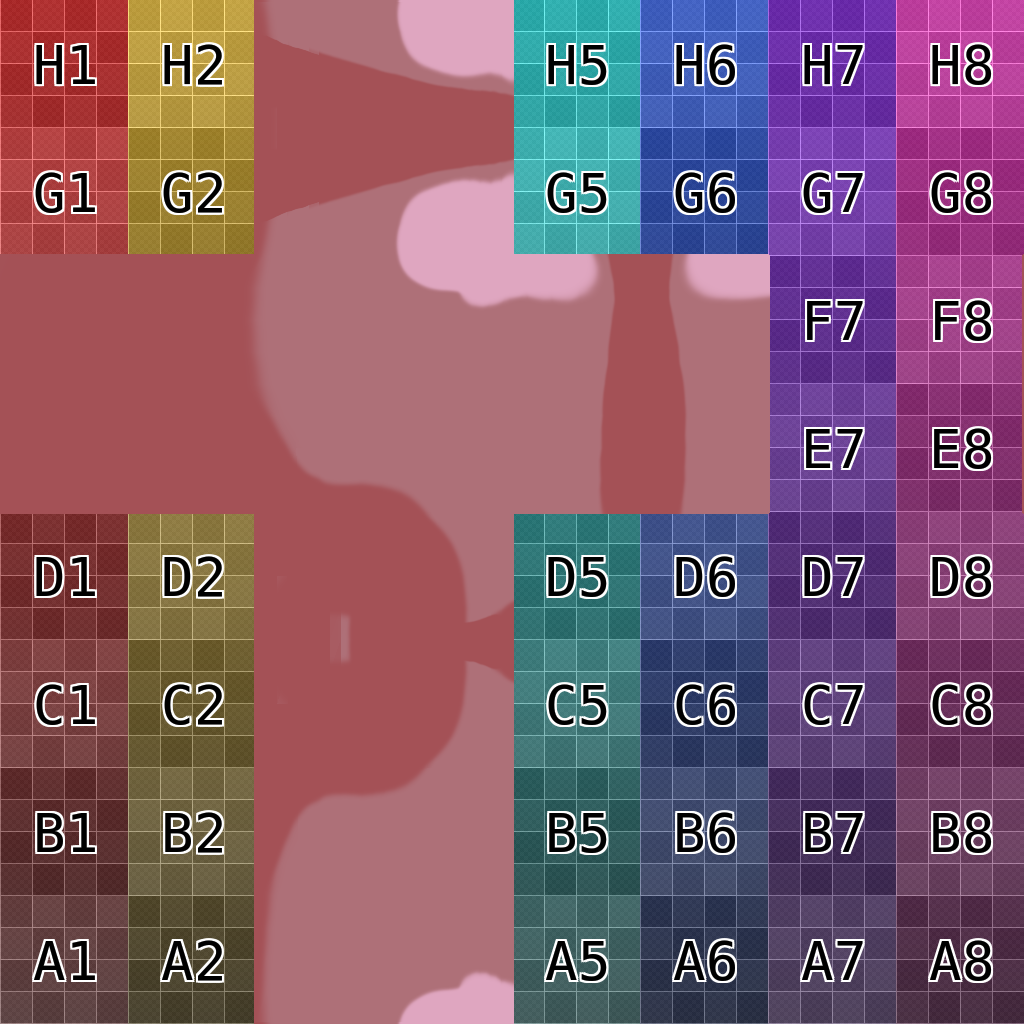 H1 H2 H5 H6 H7 H8
G1 G2 G5 G6 G7 G8
F7 F8
E7 E8
D1 D2 D5 D6 D7 D8
C1 C2 C5 C6 C7 C8
B1 B2 B5 B6 B7 B8
A1 A2 A5 A6 A7 A8